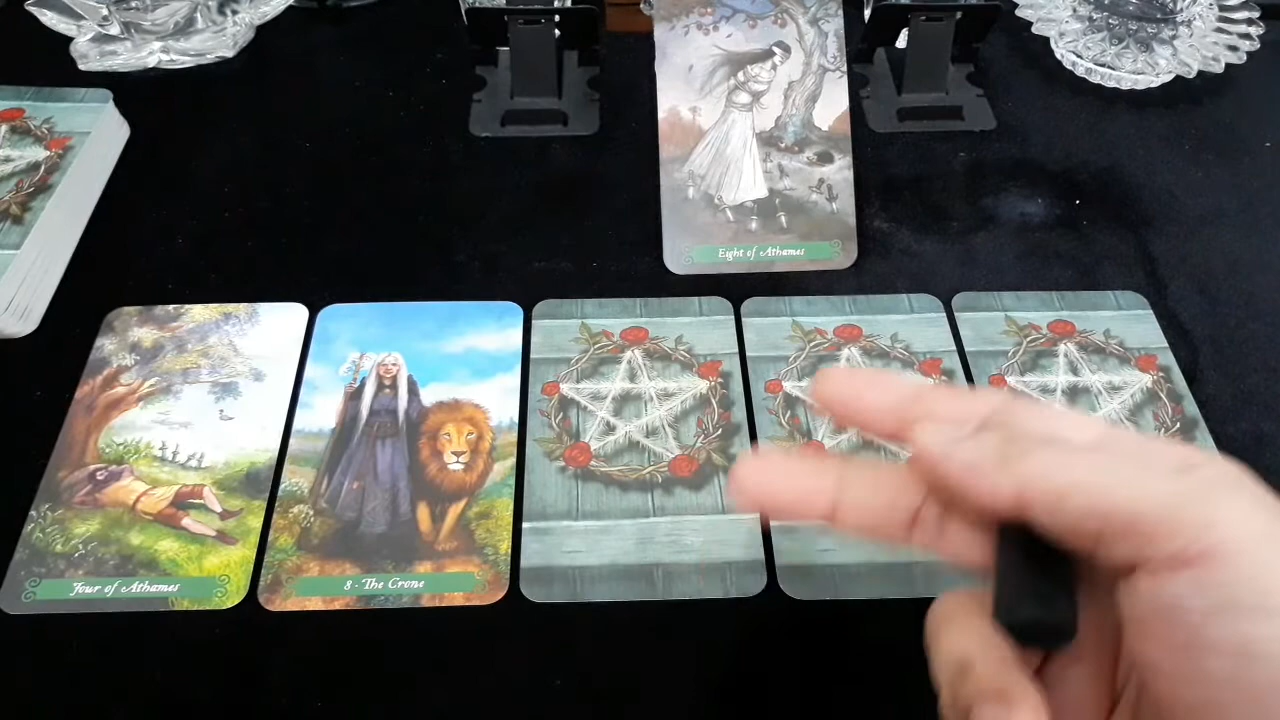 Eight of Athames
Four of Athames
8 - The Crone